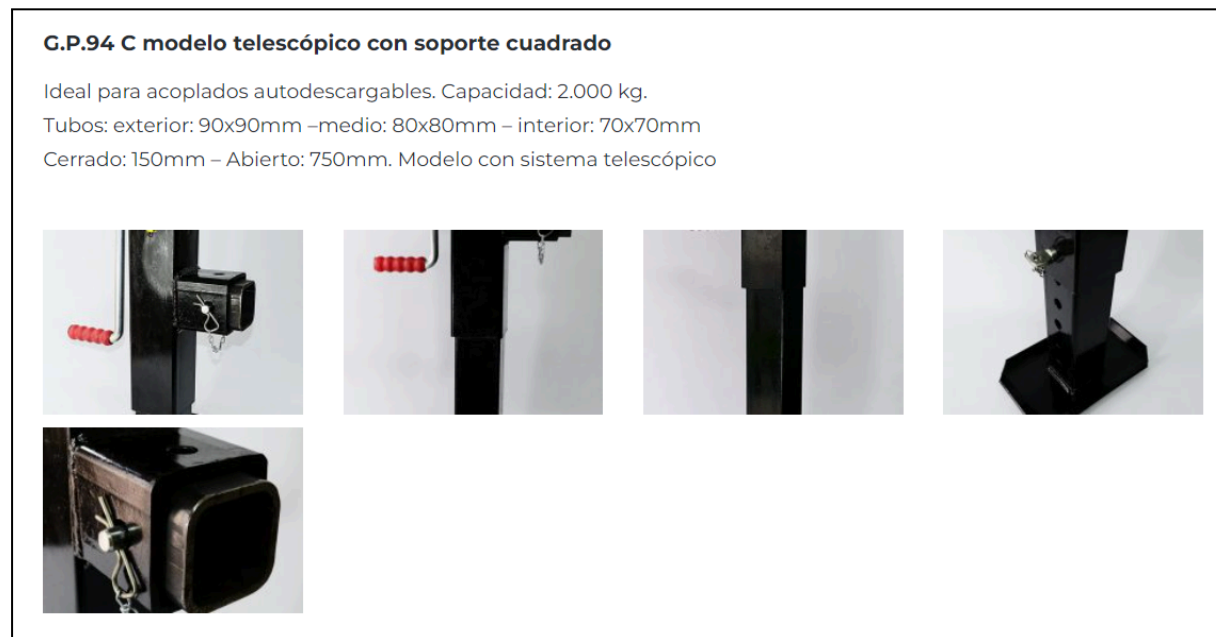 G.P.94 C modelo telescópico con soporte cuadrado
Ideal para acoplados autodescargables. Capacidad: 2.000 kg.
Tubos: exterior: 90x90mm –medio: 80x80mm – interior: 70x70mm
Cerrado: 150mm – Abierto: 750mm. Modelo con sistema telescópico